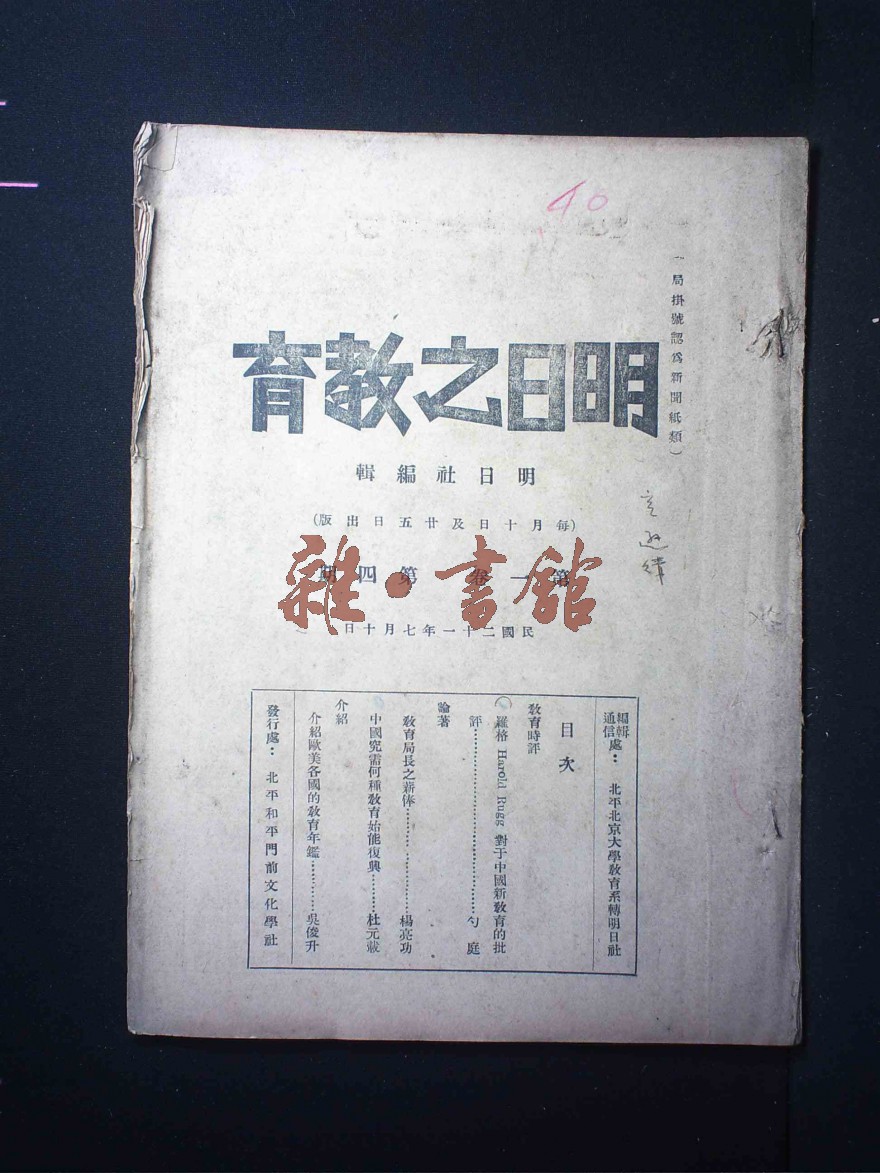 40
(局掛號認爲新聞紙類)
明日之教育
明日社編輯
(每月十日及廿五日出版)
第一卷 第四期
雜·書館
民國二十一年七月十日
編輯通信處: 北平北京大學教育系轉明日社
目次
教育時評
羅格 Harold Rugg 對于中國新教育的批
評…………………………勺庭
論著
教育局長之薪俸…………………楊亮功
中國究需何種教育始能復興………杜元載
介紹
介紹歐美各國的教育年鑑…………吳俊升
發行處: 北平和平門前文化學社